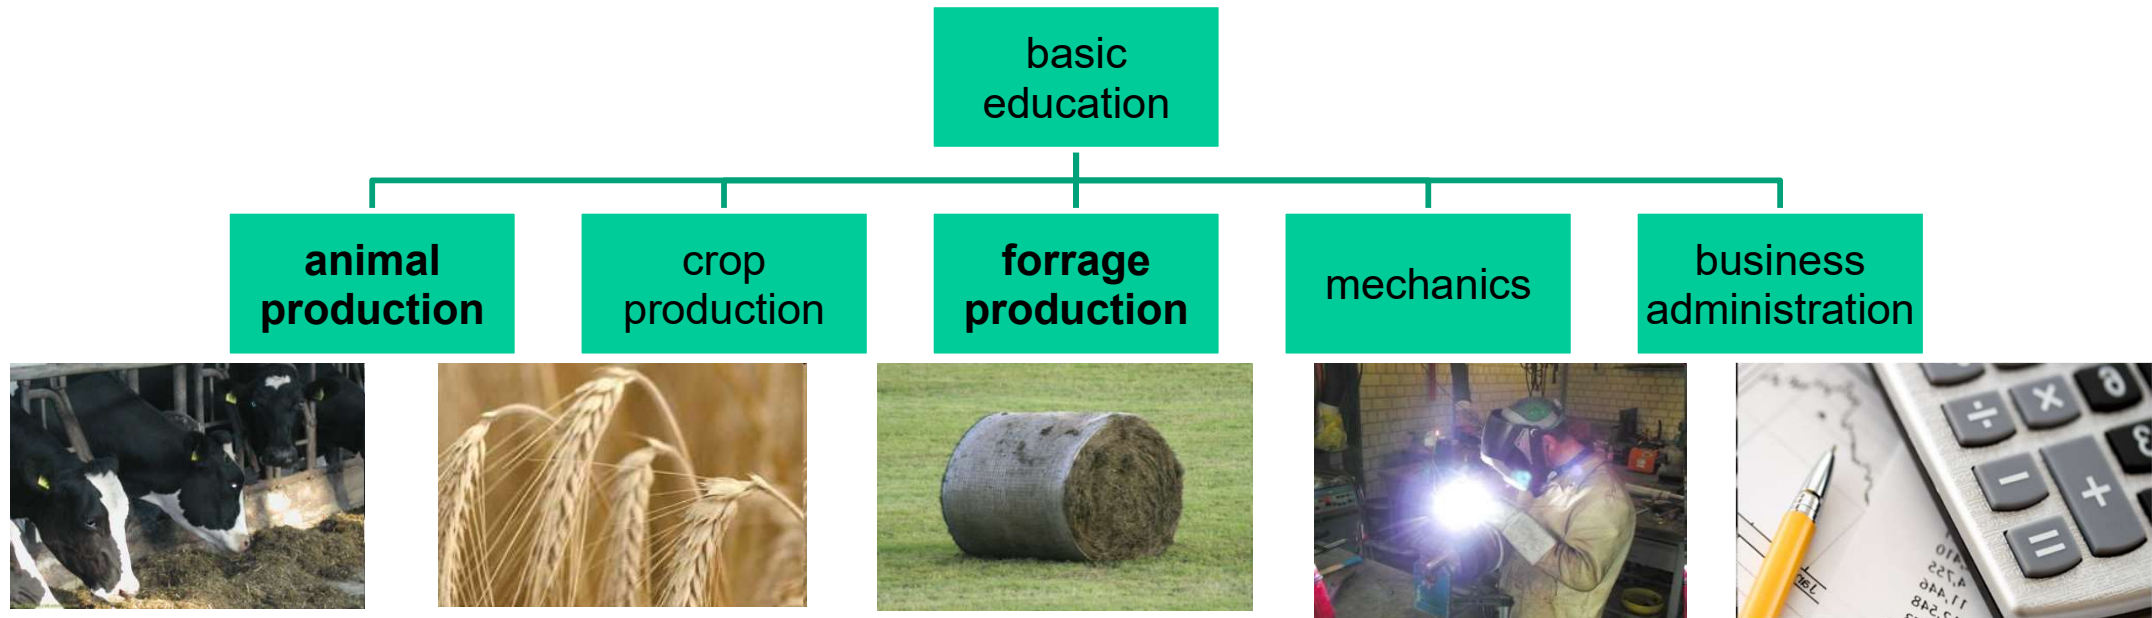 basic
education
animal
production
crop
production
forrage
production
mechanics
business
administration